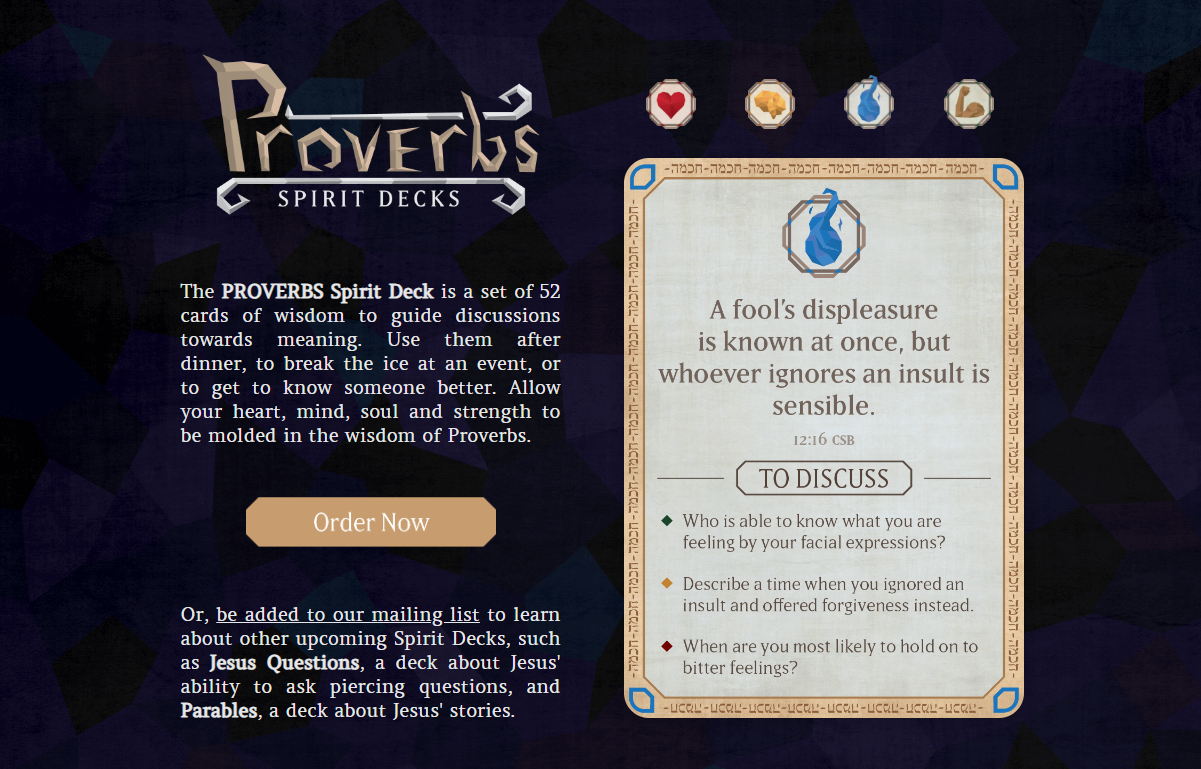 Proverbs
SPIRIT DECKS
The PROVERBS Spirit Deck is a set of 52
cards of wisdom to guide discussions
towards meaning. Use them after
dinner, to break the ice at an event, or
to get to know someone better. Allow
your heart, mind, soul and strength to
be molded in the wisdom of Proverbs.
Order Now
Or, be added to our mailing list to learn
about other upcoming Spirit Decks, such
as Jesus Questions, a deck about Jesus'
ability to ask piercing questions, and
Parables, a deck about Jesus' stories.
-חכמה-חכמה-חכמה-חכמה-חכמה-חכמה-חכמה-
A fool's displeasure
is known at once, but
whoever ignores an insult is
sensible.
12:16 CSB
TO DISCUSS
Who is able to know what you are
feeling by your facial expressions?
Describe a time when you ignored an
insult and offered forgiveness instead.
When are you most likely to hold on to
bitter feelings?
-חכמה-חכמה-חכמה-חכמה-חכמה-חכמה-חכמה-